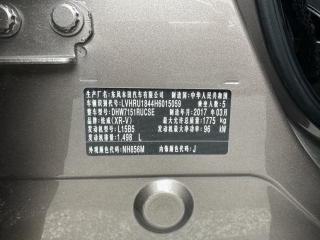 生产厂名:东风本田汽车有限公司 制造国:中华人民共和国
车辆识别代号:LVHRU1844H6015059 乘坐人数:5
车辆型号:DHW7151RUCSE 制造年月:2017 年 03 月
品牌:炫威(XR-V) 最大允许总质量:1775 kg
发动机型号:L15B5 发动机最大净功率:96 kW
发动机排量:1,498 L
外观颜色代码:NH856M 内饰颜色代码:J